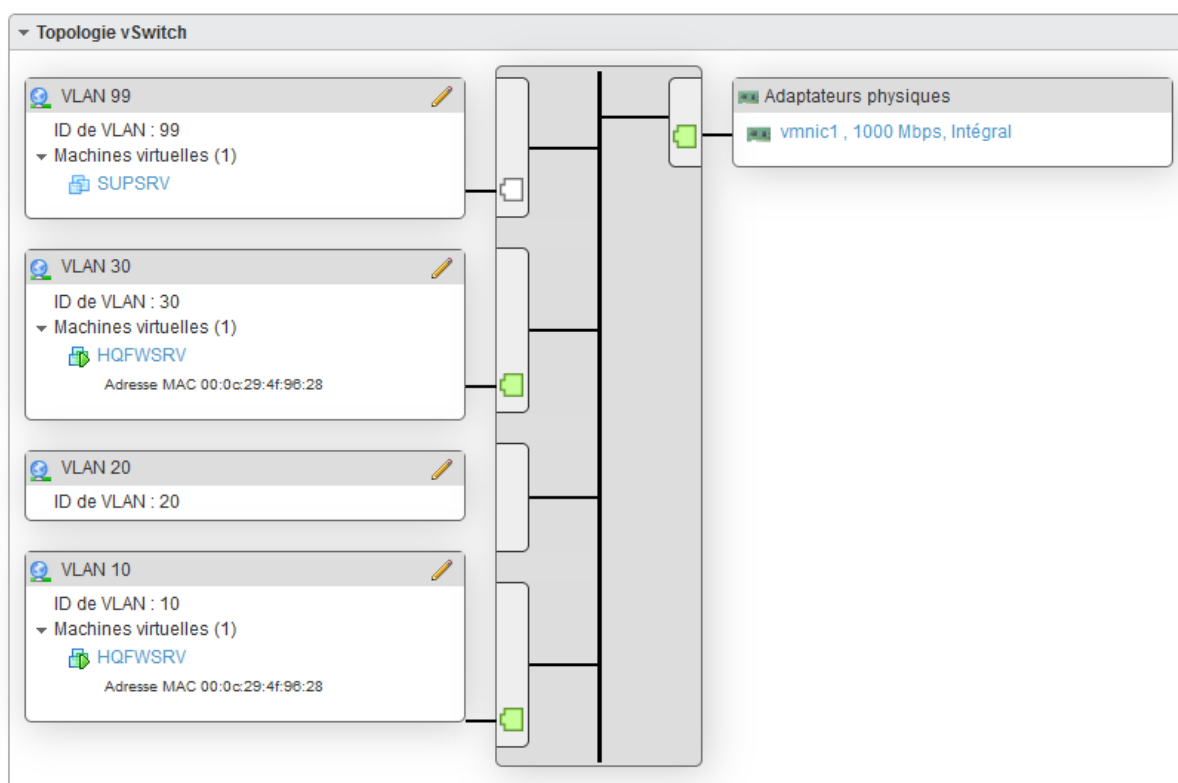 Topologie vSwitch
VLAN 99
ID de VLAN : 99
Machines virtuelles (1)
SUPSRV
VLAN 30
ID de VLAN : 30
Machines virtuelles (1)
HQFWSRV
Adresse MAC 00:0c:29:4f:96:28
VLAN 20
ID de VLAN : 20
VLAN 10
ID de VLAN : 10
Machines virtuelles (1)
HQFWSRV
Adresse MAC 00:0c:29:4f:96:28
Adaptateurs physiques
vmnic1 , 1000 Mbps, Intégral